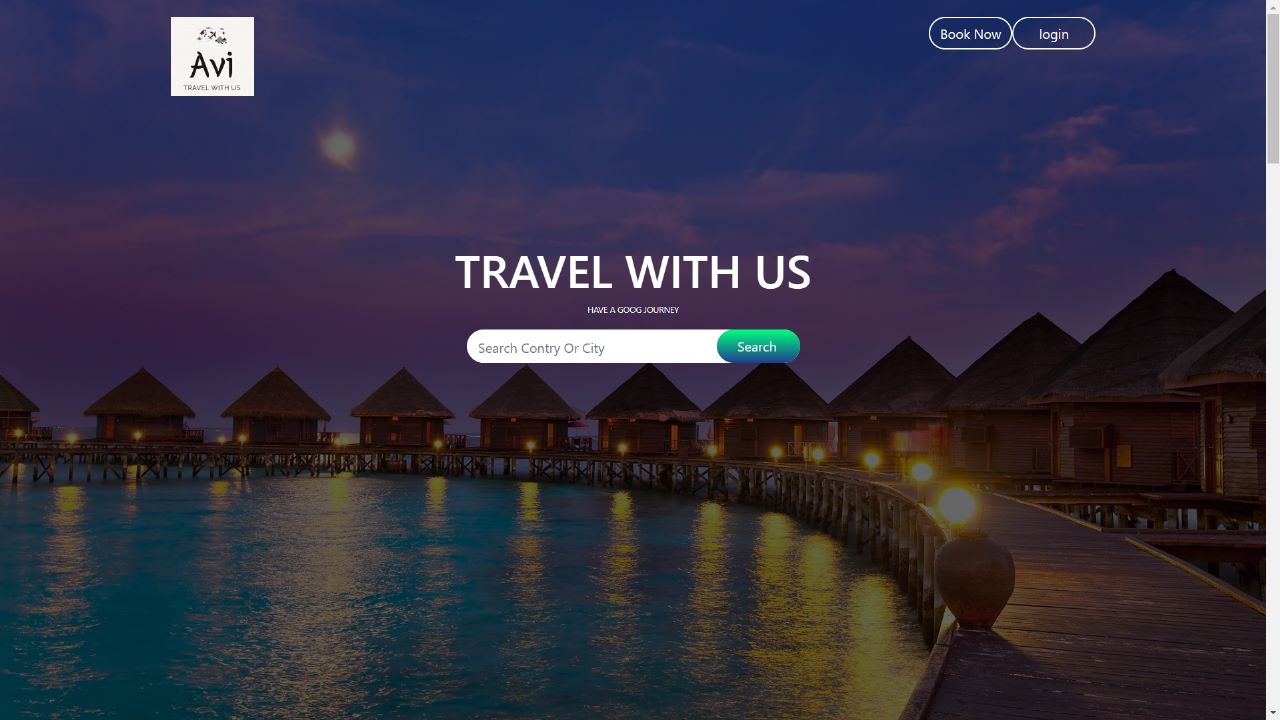 Avi
TRAVEL WITH US
Book Now
login
TRAVEL WITH US
HAVE A GOOG JOURNEY
Search Contry Or City
Search